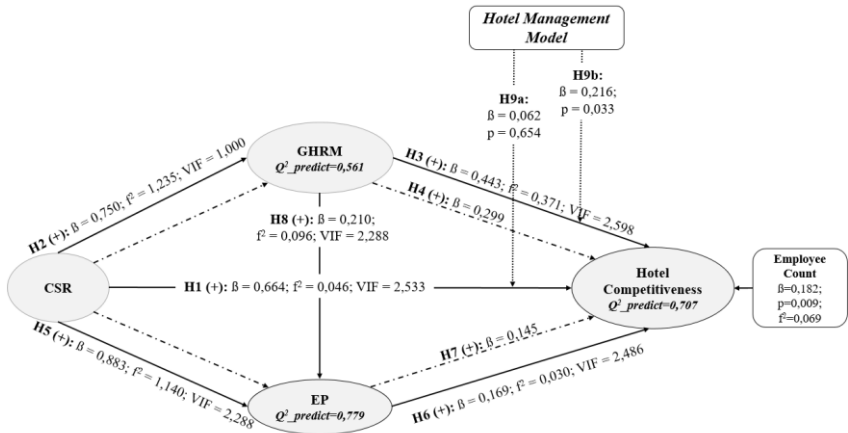 Hotel Management
Model
H9a:
ß = 0,062
p = 0,654
H9b:
ß = 0,216;
p = 0,033
GHRM
Q²_predict=0,561
H2 (+): ß = 0,750; f² = 1,235; VIF = 1,000
H3 (+): ß = 0,443; f² = 0,371; VIF = 2,598
H4 (+): ß = 0,299
H8 (+): ß = 0,210;
f² = 0,096; VIF = 2,288
CSR
H1 (+): ß = 0,664; f² = 0,046; VIF = 2,533
Hotel
Competitiveness
Q²_predict=0,707
Employee
Count
ß=0,182;
p=0,009;
f²=0,069
H5 (+): ß = 0,883; f² = 1,140; VIF = 2,288
H7 (+): ß = 0,145
H6 (+): ß = 0,169; f² = 0,030; VIF = 2,486
EP
Q²_predict=0,779